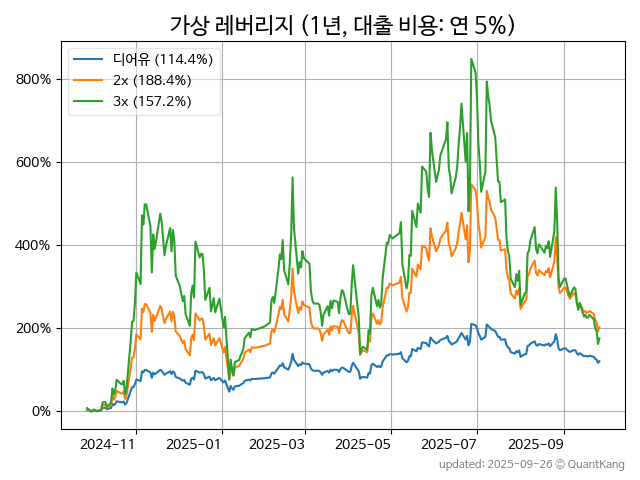 가상 레버리지 (1년, 대출 비용: 연 5%)
디어유 (114.4%)
2x (188.4%)
3x (157.2%)
800%
600%
400%
200%
0%
2024-11 2025-01 2025-03 2025-05 2025-07 2025-09
updated: 2025-09-26 © QuantKang